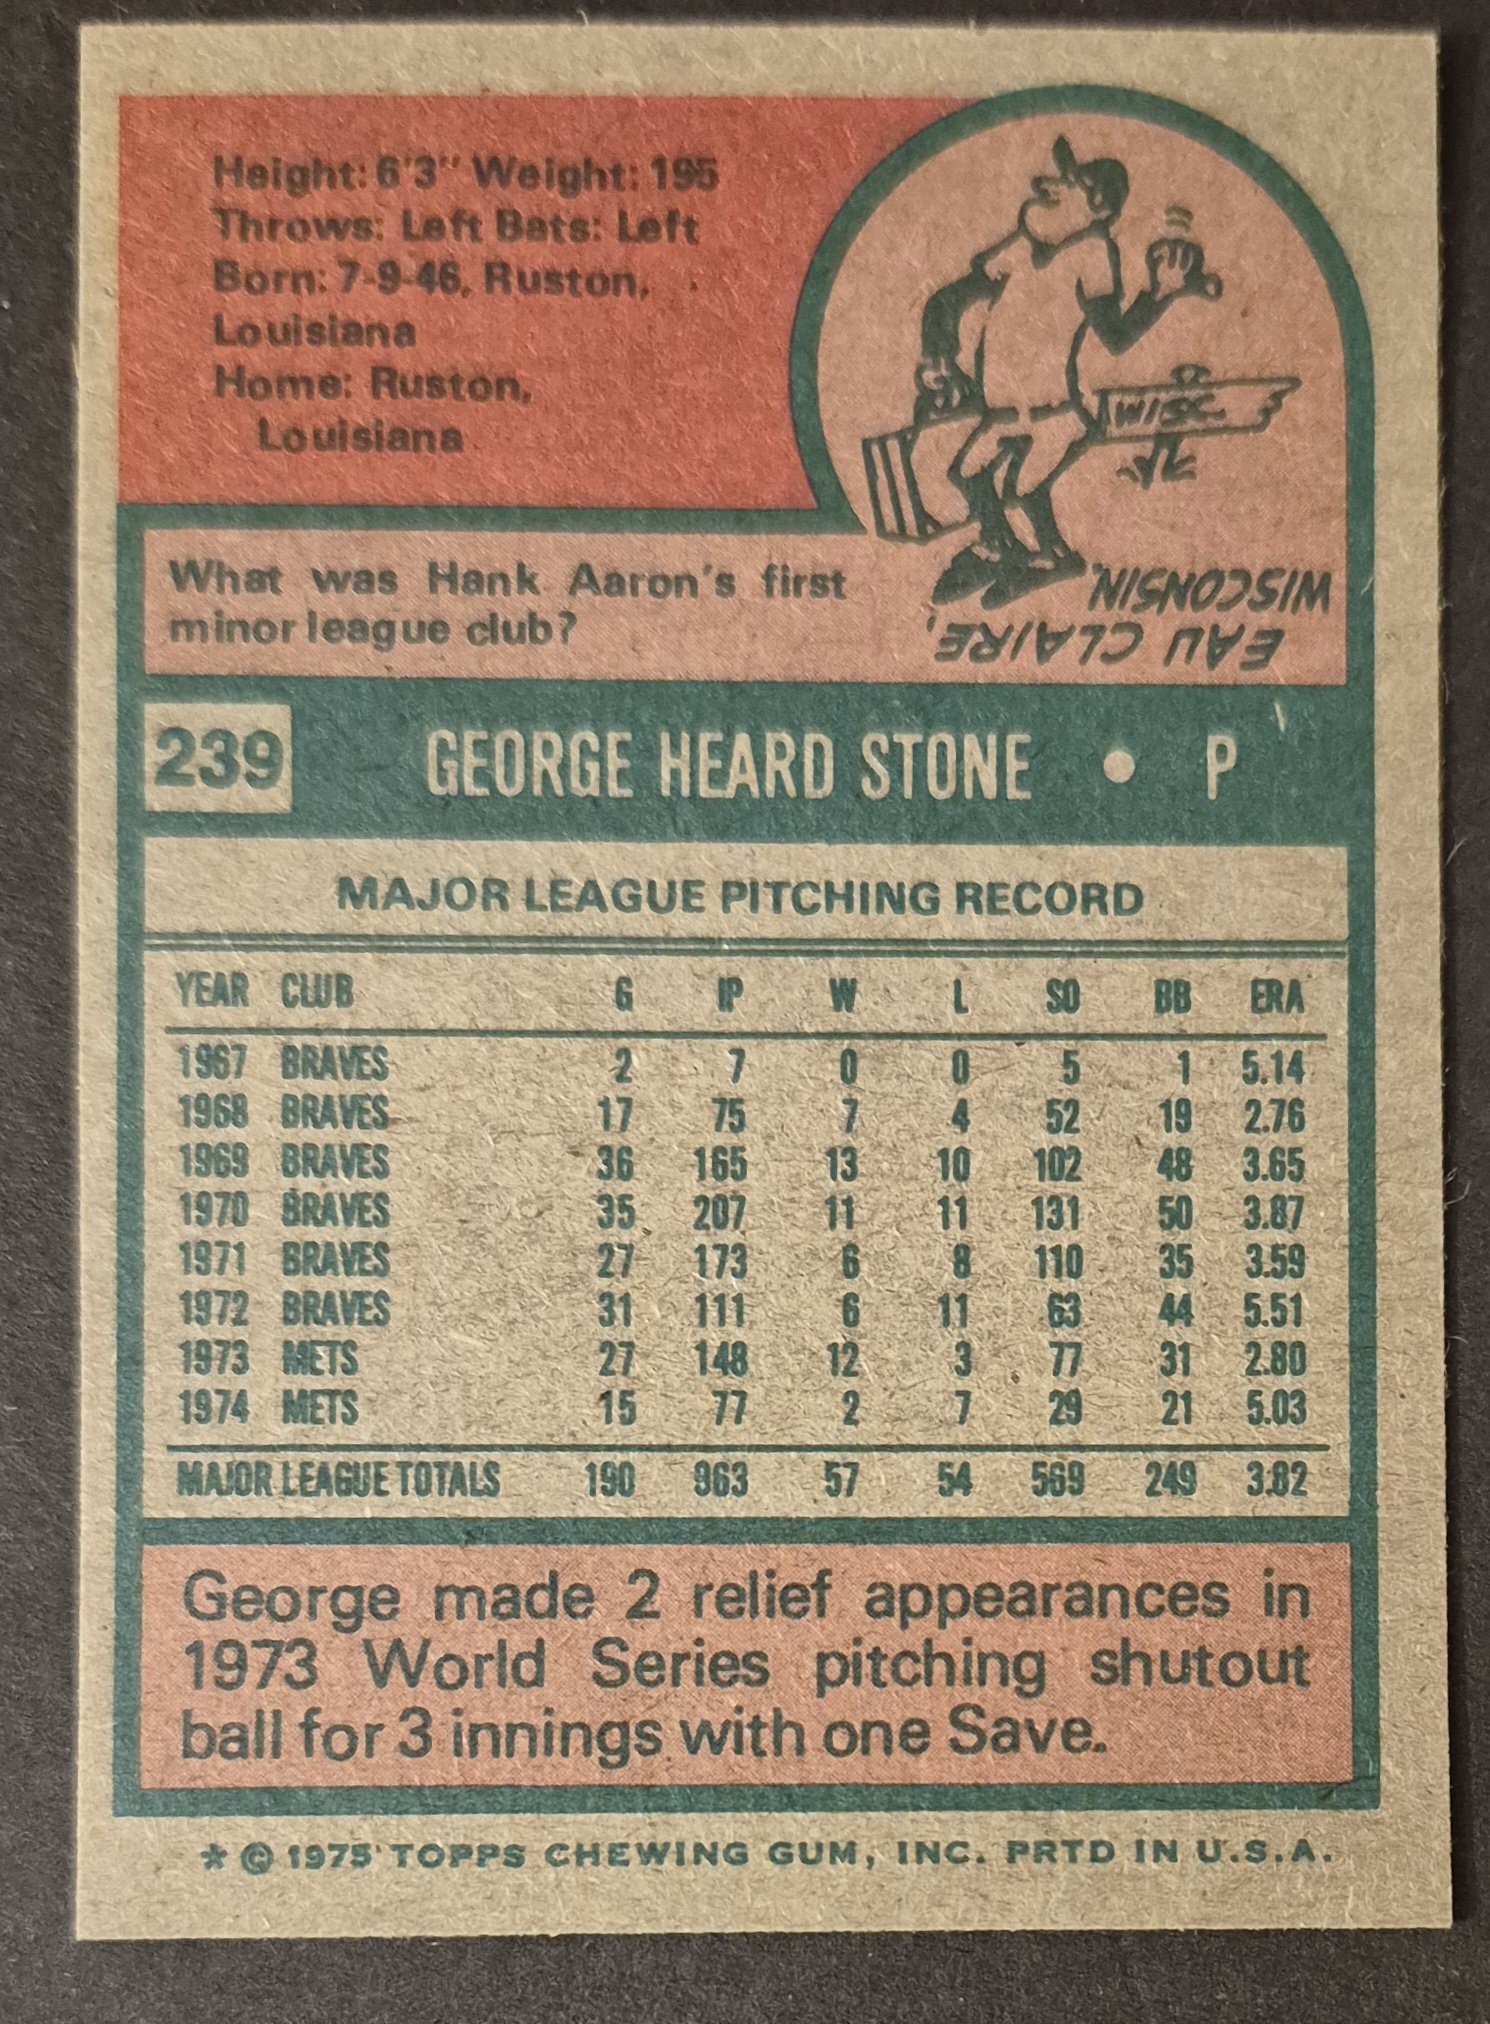 Height: 6'3" Weight: 195
Throws: Left Bats: Left
Born: 7-9-46, Ruston,
Louisiana
Home: Ruston,
Louisiana
WISC.
What was Hank Aaron's first
minor league club?
EAU CLAIRE,
WISCONSIN.
239 GEORGE HEARD STONE • P
MAJOR LEAGUE PITCHING RECORD
YEAR CLUB G IP W L SO BB ERA
1967 BRAVES 2 7 0 0 5 1 5.14
1968 BRAVES 17 75 7 4 52 19 2.76
1969 BRAVES 36 165 13 10 102 48 3.65
1970 BRAVES 35 207 11 11 131 50 3.87
1971 BRAVES 27 173 6 8 110 35 3.59
1972 BRAVES 31 111 6 11 63 44 5.51
1973 METS 27 148 12 3 77 31 2.80
1974 METS 15 77 2 7 29 21 5.03
MAJOR LEAGUE TOTALS 190 963 57 54 569 249 3.82
George made 2 relief appearances in
1973 World Series pitching shutout
ball for 3 innings with one Save.
* © 1975 TOPPS CHEWING GUM, INC. PRTD IN U.S.A.